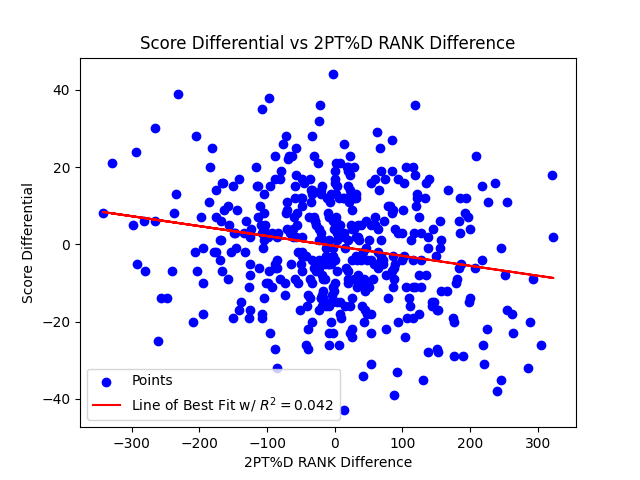 Score Differential vs 2PT%D RANK Difference
Score Differential
40
20
0
−20
−40
Points
Line of Best Fit w/ R² = 0.042
−300
−200
−100
0
100
200
300
2PT%D RANK Difference